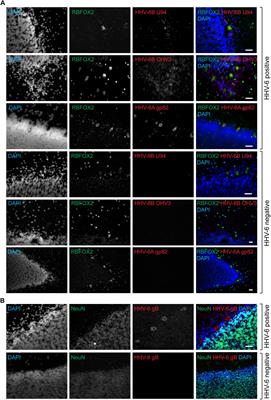 A
DAPI RBFOX2 HHV-6B U94 RBFOX2 HHV-6B U94 DAPI
DAPI RBFOX2 HHV-6B OHV3 RBFOX2 HHV-6B OHV3 DAPI
DAPI RBFOX2 HHV-6A gp82 RBFOX2 HHV-6A gp82 DAPI
HHV-6 positive
DAPI RBFOX2 HHV-6B U94 RBFOX2 HHV-6B U94 DAPI
DAPI RBFOX2 HHV-6B OHV3 RBFOX2 HHV-6B OHV3 DAPI
DAPI RBFOX2 HHV-6A gp82 RBFOX2 HHV-6A gp82 DAPI
HHV-6 negative
B
DAPI NeuN HHV-6 gB NeuN HHV-6 gB DAPI
HHV-6 positive
DAPI NeuN HHV-6 gB NeuN HHV-6 gB DAPI
HHV-6 negative